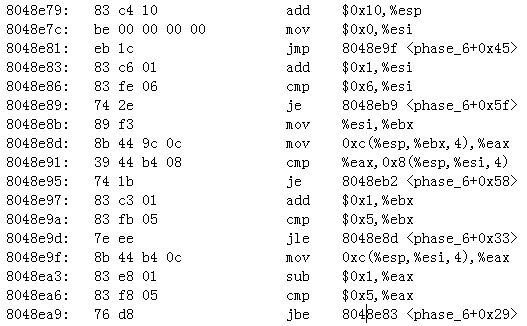 8048e79: 83 c4 10 add $0x10,%esp
8048e7c: be 00 00 00 00 mov $0x0,%esi
8048e81: eb 1c jmp 8048e9f <phase_6+0x45>
8048e83: 83 c6 01 add $0x1,%esi
8048e86: 83 fe 06 cmp $0x6,%esi
8048e89: 74 2e je 8048eb9 <phase_6+0x5f>
8048e8b: 89 f3 mov %esi,%ebx
8048e8d: 8b 44 9c 0c mov 0xc(%esp,%ebx,4),%eax
8048e91: 39 44 b4 08 cmp %eax,0x8(%esp,%esi,4)
8048e95: 74 1b je 8048eb2 <phase_6+0x58>
8048e97: 83 c3 01 add $0x1,%ebx
8048e9a: 83 fb 05 cmp $0x5,%ebx
8048e9d: 7e ee jle 8048e8d <phase_6+0x33>
8048e9f: 8b 44 b4 0c mov 0xc(%esp,%esi,4),%eax
8048ea3: 83 e8 01 sub $0x1,%eax
8048ea6: 83 f8 05 cmp $0x5,%eax
8048ea9: 76 d8 jbe 8048e83 <phase_6+0x29>